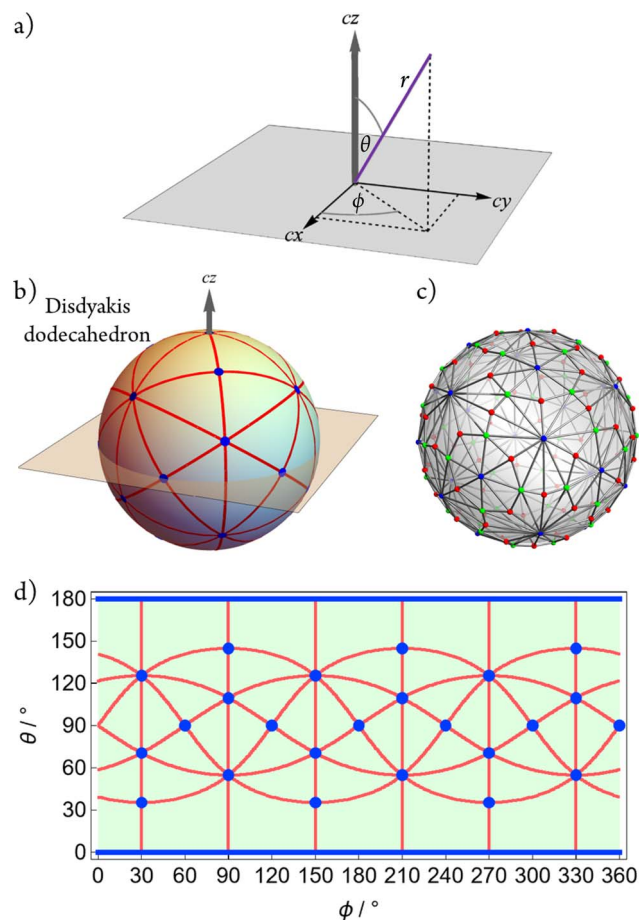 a)
cz
r
θ
ϕ
cy
cx
b)
cz
Disdyakis
dodecahedron
c)
d)
180
150
120
90
60
30
0
θ / °
0 30 60 90 120 150 180 210 240 270 300 330 360
ϕ / °